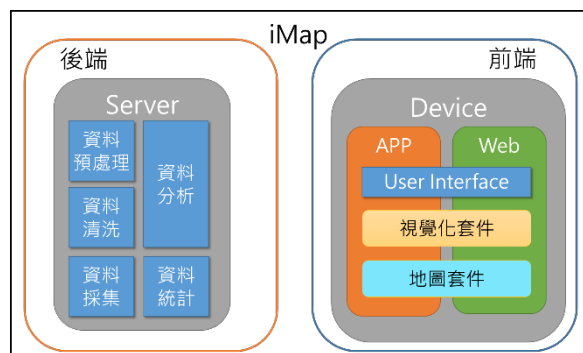 iMap
後端
Server
資料
預處理
資料
清洗
資料
採集
資料
分析
資料
統計
前端
Device
APP
Web
User Interface
視覺化套件
地圖套件